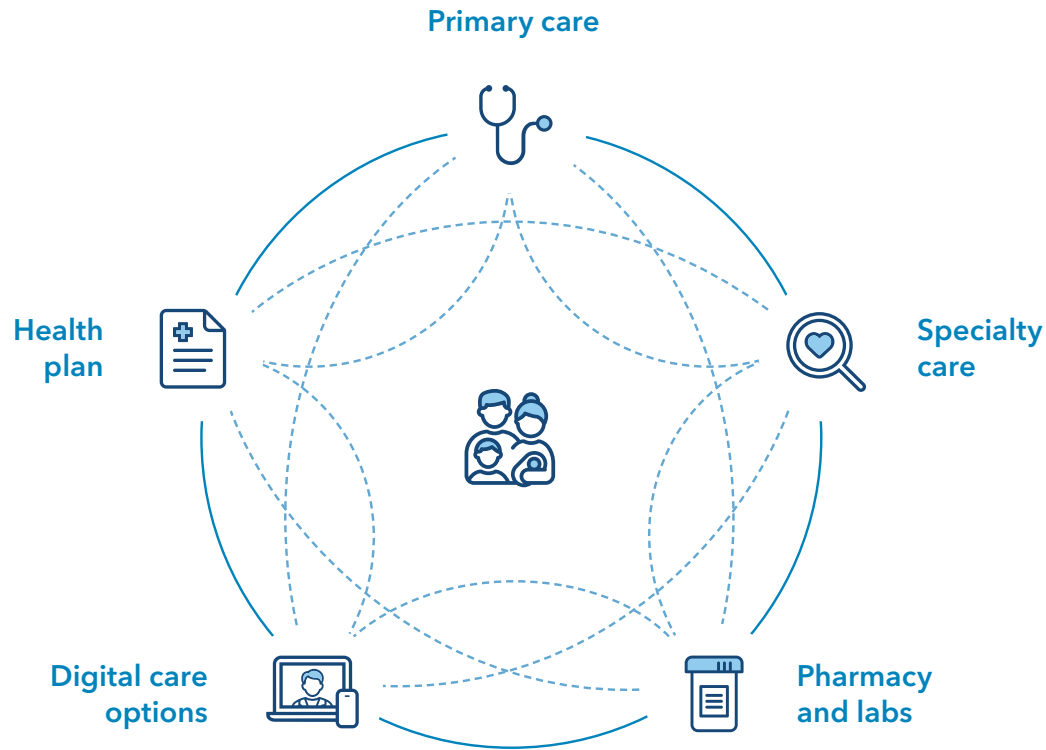 Primary care
Health
plan
Specialty
care
Digital care
options
Pharmacy
and labs